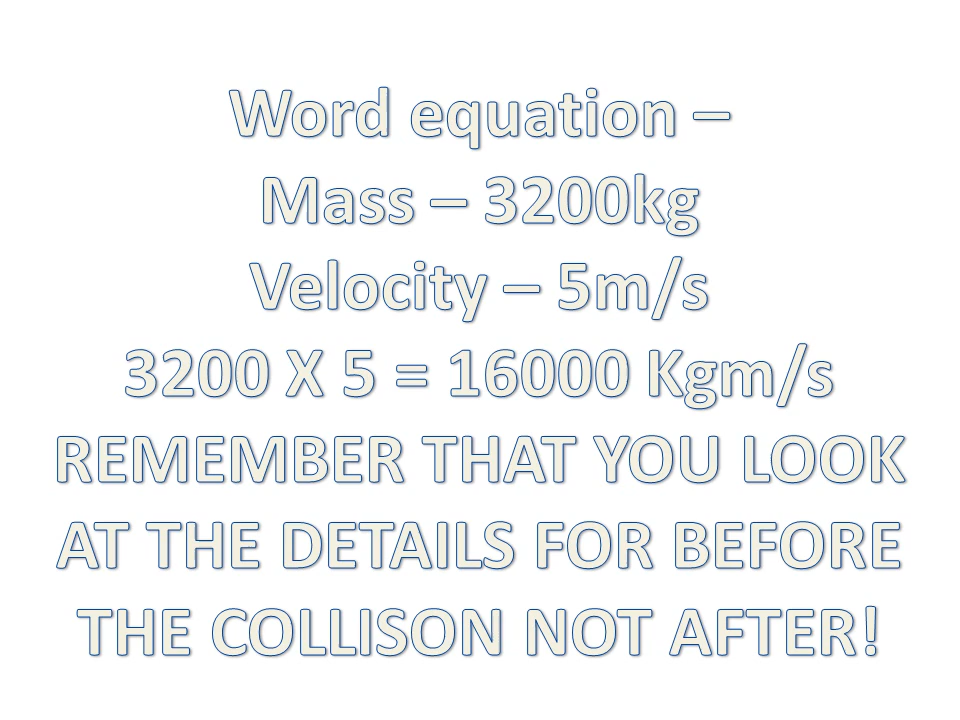 Word equation –
Mass – 3200kg
Velocity – 5m/s
3200 X 5 = 16000 Kgm/s
REMEMBER THAT YOU LOOK
AT THE DETAILS FOR BEFORE
THE COLLISON NOT AFTER!